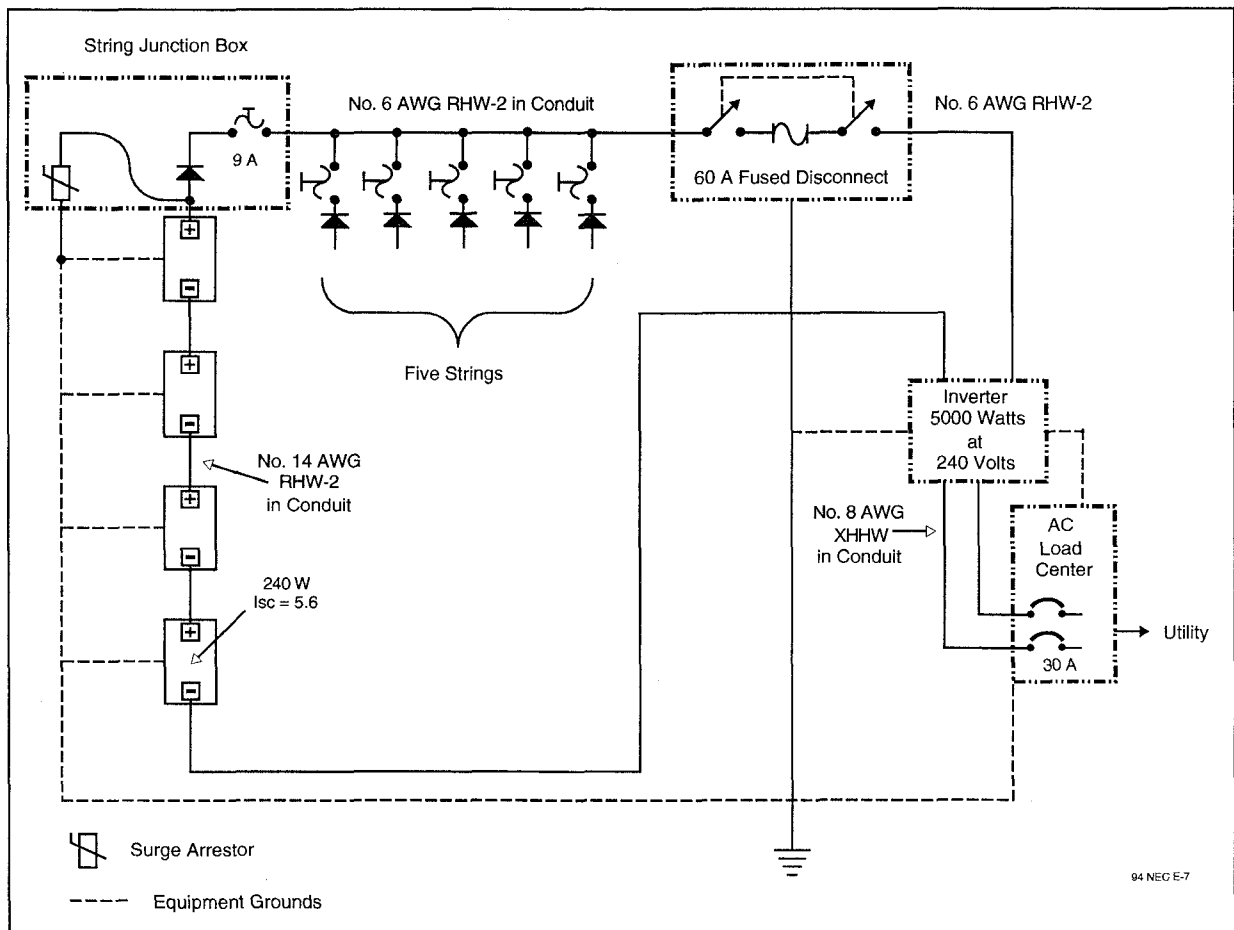 String Junction Box
No. 6 AWG RHW-2 in Conduit
No. 6 AWG RHW-2
9 A
60 A Fused Disconnect
+
-
+
-
Five Strings
Inverter
5000 Watts
at
240 Volts
No. 14 AWG
RHW-2
in Conduit
+
-
No. 8 AWG
XHHW
in Conduit
AC
Load
Center
240 W
Isc = 5.6
+
-
30 A
Utility
Surge Arrestor
Equipment Grounds
94 NEC E-7